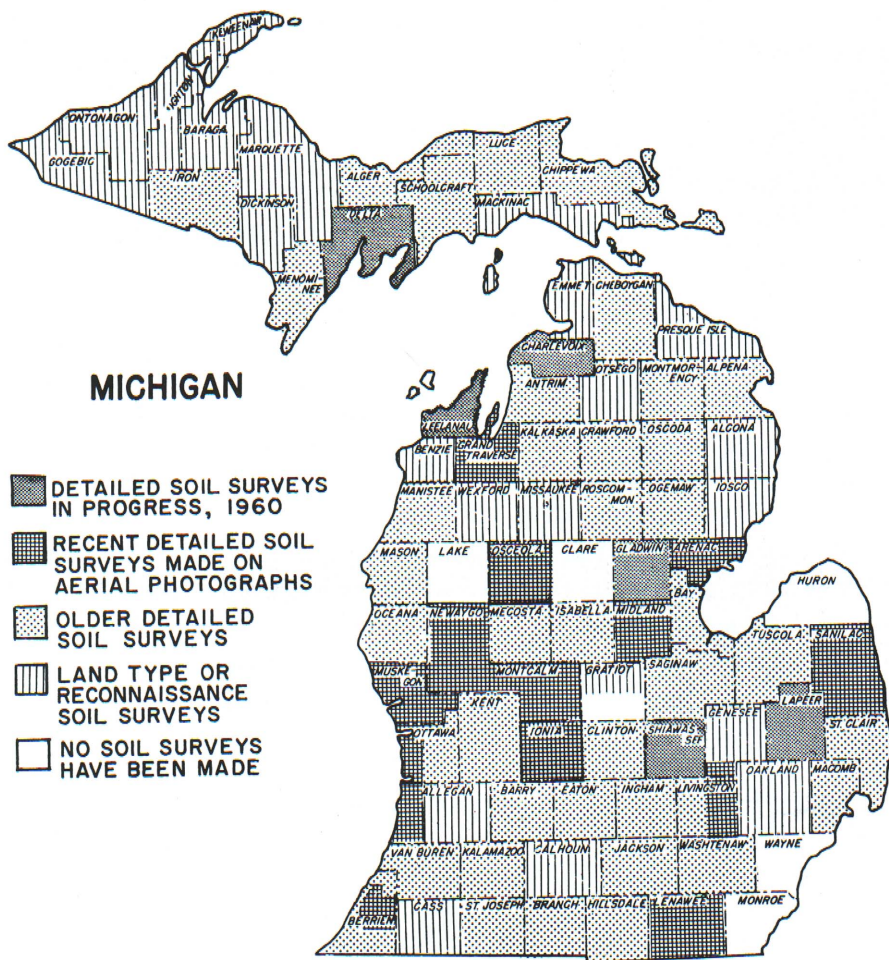 KEWEENAW
ONTONAGON
BARAGA
GOGEBIC
MARQUETTE
IRON
ALGER
LUCE
CHIPPEWA
SCHOOLCRAFT
DICKINSON
MACKINAC
DELTA
MENOMI-
NEE
EMMET
CHEBOYGAN
PRESQUE ISLE
CHARLEVOIX
MICHIGAN
OTSEGO
MONTMOR-
ENCY
ALPENA
ANTRIM
LEELANAU
KALKASKA
CRAWFORD
OSCODA
ALCONA
BENZIE
GRAND
TRAVERSE
MANISTEE
WEXFORD
MISSAUKEE
ROSCOM-
MON
OGEMAW
IOSCO
DETAILED SOIL SURVEYS
IN PROGRESS, 1960
RECENT DETAILED SOIL
SURVEYS MADE ON
AERIAL PHOTOGRAPHS
OLDER DETAILED
SOIL SURVEYS
LAND TYPE OR
RECONNAISSANCE
SOIL SURVEYS
NO SOIL SURVEYS
HAVE BEEN MADE
MASON
LAKE
OSCEOLA
CLARE
GLADWIN
ARENAC
HURON
BAY
OCEANA
NEWAYGO
MECOSTA
ISABELLA
MIDLAND
TUSCOLA
SANILAC
MUSKE-
GON
MONTCALM
GRATIOT
SAGINAW
KENT
LAPEER
GENESEE
ST. CLAIR
OTTAWA
IONIA
CLINTON
SHIAWAS
SEE
OAKLAND
MACOMB
ALLEGAN
BARRY
EATON
INGHAM
LIVINGSTON
VAN BUREN
KALAMAZOO
CALHOUN
JACKSON
WASHTENAW
WAYNE
BERRIEN
CASS
ST. JOSEPH
BRANCH
HILLSDALE
LENAWEE
MONROE